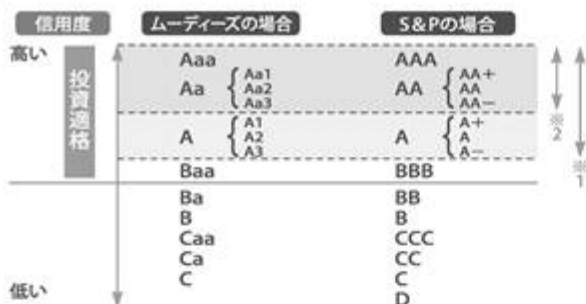 信用度 ムーディーズの場合 S&Pの場合
高い
投資適格
Aaa AAA
Aa Aa1 Aa2 Aa3 AA AA+ AA AA−
A A1 A2 A3 A A+ A A−
Baa BBB
Ba BB
B B
Caa CCC
Ca CC
C C
低い D
※2
※1